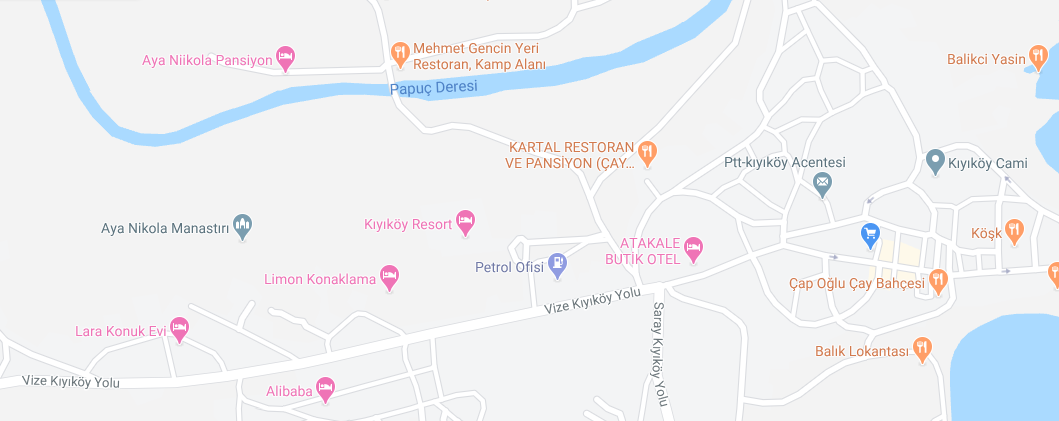 Mehmet Gencin Yeri
Restoran, Kamp Alanı
Aya Niikola Pansiyon
Balikci Yasin
Papuç Deresi
KARTAL RESTORAN
VE PANSİYON (ÇAY...
Ptt-kıyıköy Acentesi
Kıyıköy Cami
Kıyıköy Resort
Aya Nikola Manastırı
Köşk
ATAKALE
BUTİK OTEL
Petrol Ofisi
Limon Konaklama
Çap Oğlu Çay Bahçesi
Vize Kıyıköy Yolu
Saray Kıyıköy Yolu
Lara Konuk Evi
Balık Lokantası
Vize Kıyıköy Yolu
Alibaba